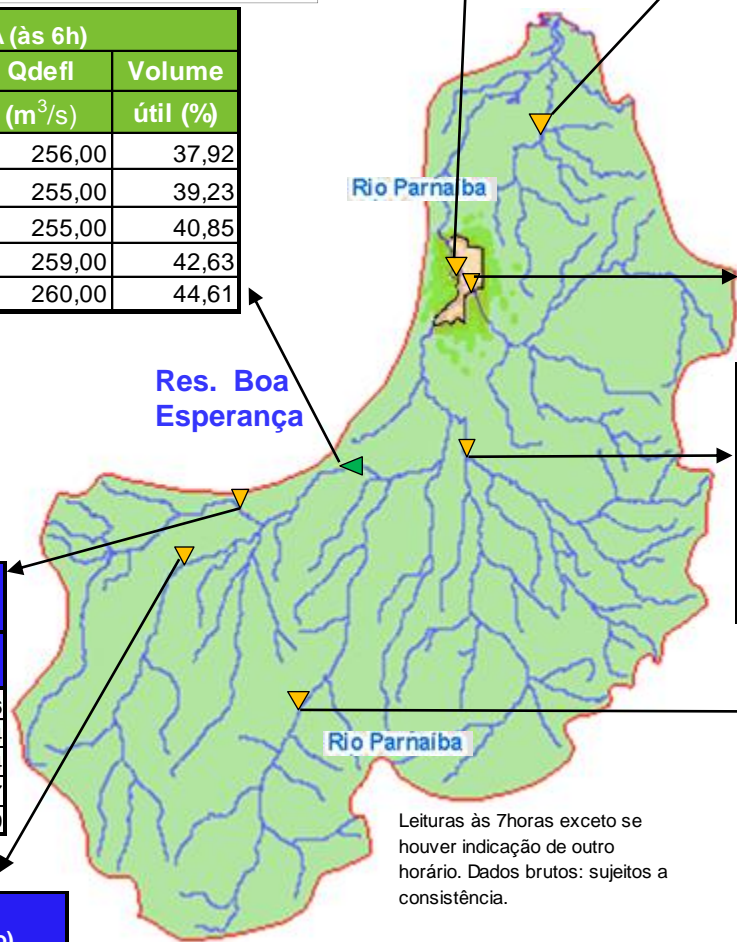 A (às 6h)
Qdefl Volume
(m³/s) útil (%)
256,00 37,92
255,00 39,23
255,00 40,85
259,00 42,63
260,00 44,61
Rio Parnaíba
Res. Boa
Esperança
Rio Parnaíba
Leituras às 7horas exceto se
houver indicação de outro
horário. Dados brutos: sujeitos a
consistência.